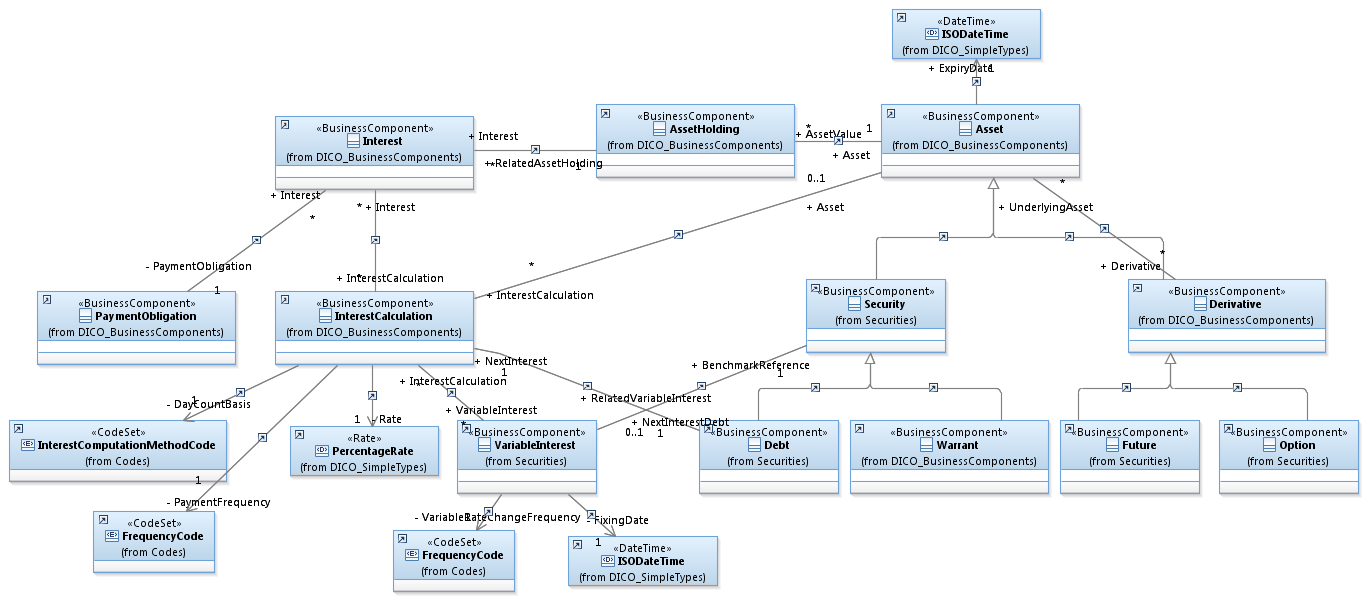 «DateTime»
ISODateTime
(from DICO_SimpleTypes)
+ ExpiryDate
1
«BusinessComponent»
Interest
(from DICO_BusinessComponents)
«BusinessComponent»
AssetHolding
(from DICO_BusinessComponents)
«BusinessComponent»
Asset
(from DICO_BusinessComponents)
+ Interest
*
+ RelatedAssetHolding
1
*
+ AssetValue
1
+ Asset
0..1
+ Asset
*
+ UnderlyingAsset
+ Interest
*
* + Interest
- PaymentObligation
1
+ InterestCalculation
*
*
+ InterestCalculation
*
+ Derivative
«BusinessComponent»
PaymentObligation
(from DICO_BusinessComponents)
«BusinessComponent»
InterestCalculation
(from DICO_BusinessComponents)
«BusinessComponent»
Security
(from Securities)
«BusinessComponent»
Derivative
(from DICO_BusinessComponents)
+ NextInterest
1
+ BenchmarkReference
1
+ InterestCalculation
*
+ RelatedVariableInterest
0..1
+ VariableInterest
*
+ NextInterestDebt
1
1
- DayCountBasis
1
- Rate
«CodeSet»
InterestComputationMethodCode
(from Codes)
«Rate»
PercentageRate
(from DICO_SimpleTypes)
«BusinessComponent»
VariableInterest
(from Securities)
«BusinessComponent»
Debt
(from Securities)
«BusinessComponent»
Warrant
(from DICO_BusinessComponents)
«BusinessComponent»
Future
(from Securities)
«BusinessComponent»
Option
(from Securities)
1
- PaymentFrequency
- VariableRateChangeFrequency
1
- FixingDate
1
«CodeSet»
FrequencyCode
(from Codes)
«CodeSet»
FrequencyCode
(from Codes)
«DateTime»
ISODateTime
(from DICO_SimpleTypes)